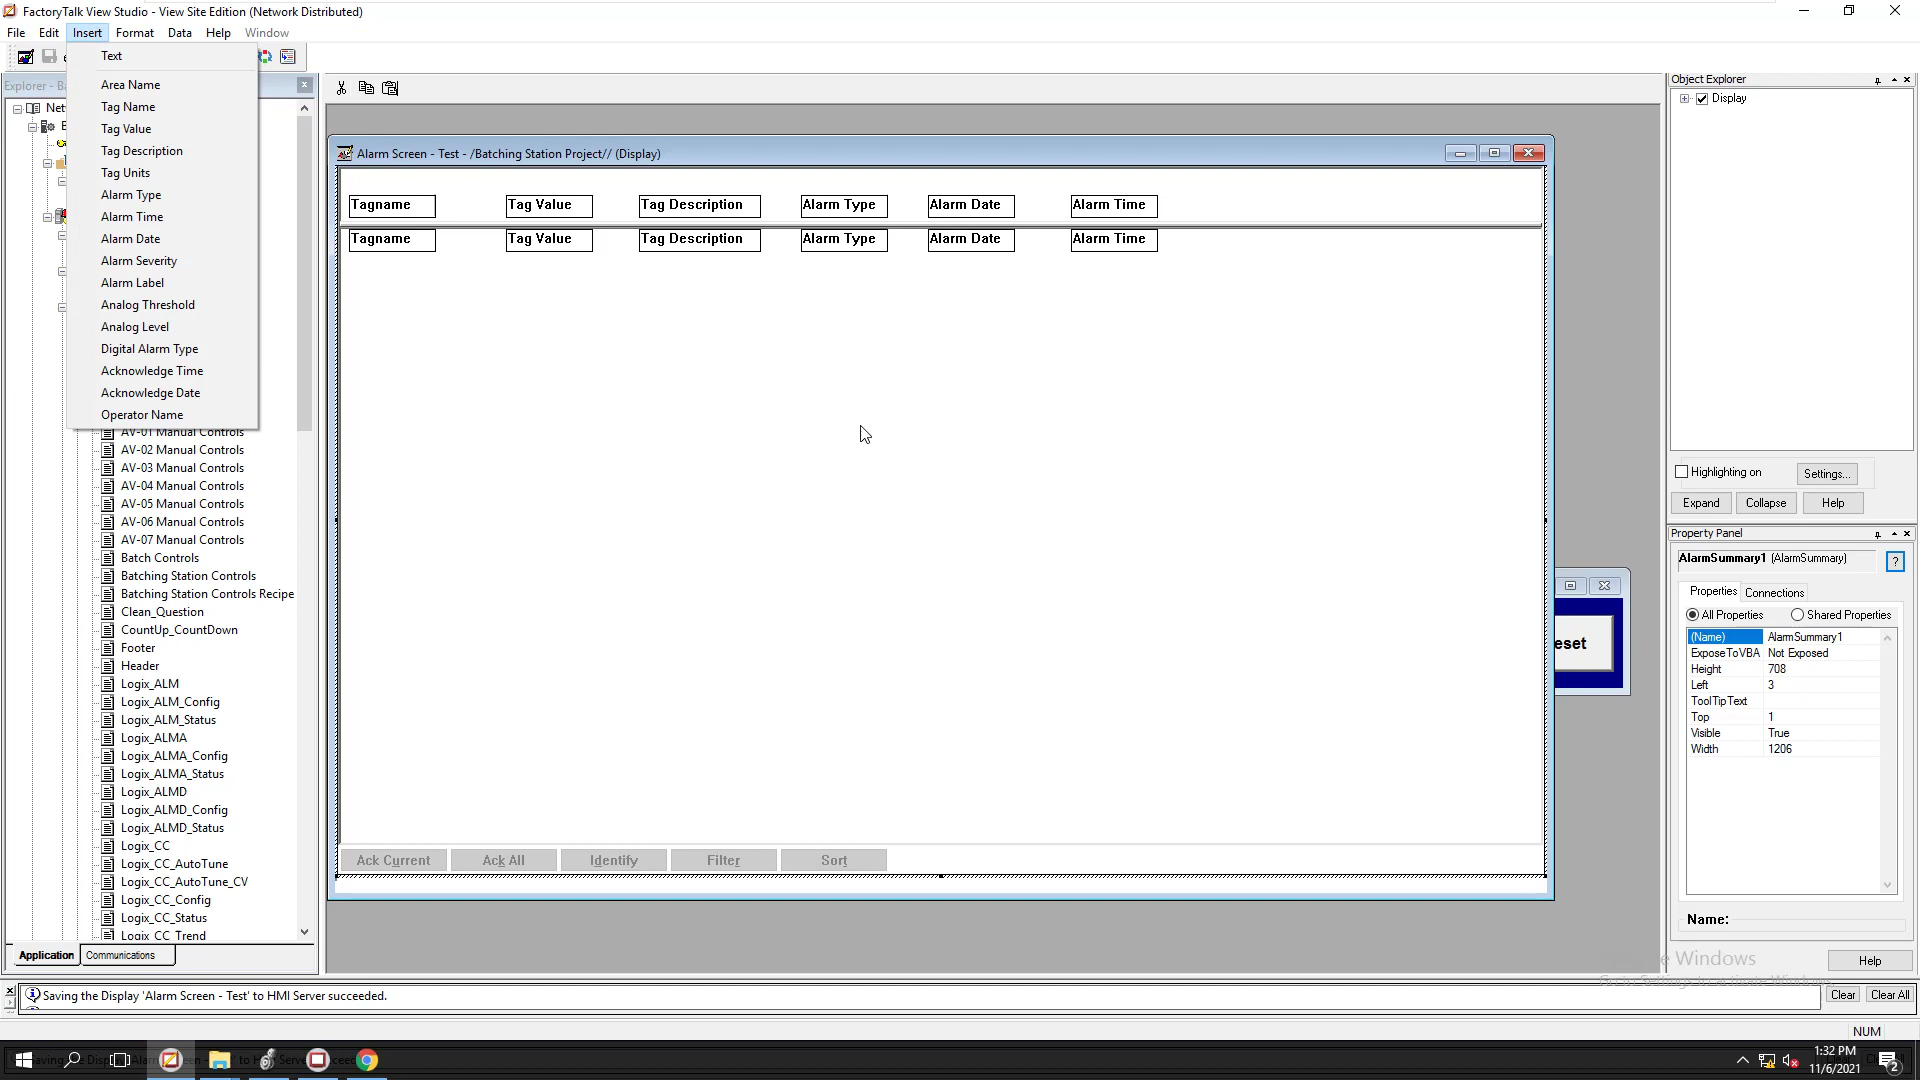 FactoryTalk View Studio - View Site Edition (Network Distributed)
File Edit Insert Format Data Help Window
Text
Area Name
Tag Name
Tag Value
Tag Description
Tag Units
Alarm Type
Alarm Time
Alarm Date
Alarm Severity
Alarm Label
Analog Threshold
Analog Level
Digital Alarm Type
Acknowledge Time
Acknowledge Date
Operator Name
Explorer - Ba
Net
AV-01 Manual Controls
AV-02 Manual Controls
AV-03 Manual Controls
AV-04 Manual Controls
AV-05 Manual Controls
AV-06 Manual Controls
AV-07 Manual Controls
Batch Controls
Batching Station Controls
Batching Station Controls Recipe
Clean_Question
CountUp_CountDown
Footer
Header
Logix_ALM
Logix_ALM_Config
Logix_ALM_Status
Logix_ALMA
Logix_ALMA_Config
Logix_ALMA_Status
Logix_ALMD
Logix_ALMD_Config
Logix_ALMD_Status
Logix_CC
Logix_CC_AutoTune
Logix_CC_AutoTune_CV
Logix_CC_Config
Logix_CC_Status
Logix_CC_Trend
Application Communications
Alarm Screen - Test - /Batching Station Project// (Display)
Tagname Tag Value Tag Description Alarm Type Alarm Date Alarm Time
Tagname Tag Value Tag Description Alarm Type Alarm Date Alarm Time
Ack Current Ack All Identify Filter Sort
eset
Object Explorer
Display
Highlighting on Settings...
Expand Collapse Help
Property Panel
AlarmSummary1 (AlarmSummary) ?
Properties Connections
All Properties Shared Properties
(Name) AlarmSummary1
ExposeToVBA Not Exposed
Height 708
Left 3
ToolTipText
Top 1
Visible True
Width 1206
Name:
e Windows
Help
Saving the Display 'Alarm Screen - Test' to HMI Server succeeded.
Clear Clear All
NUM
1:32 PM
11/6/2021
2